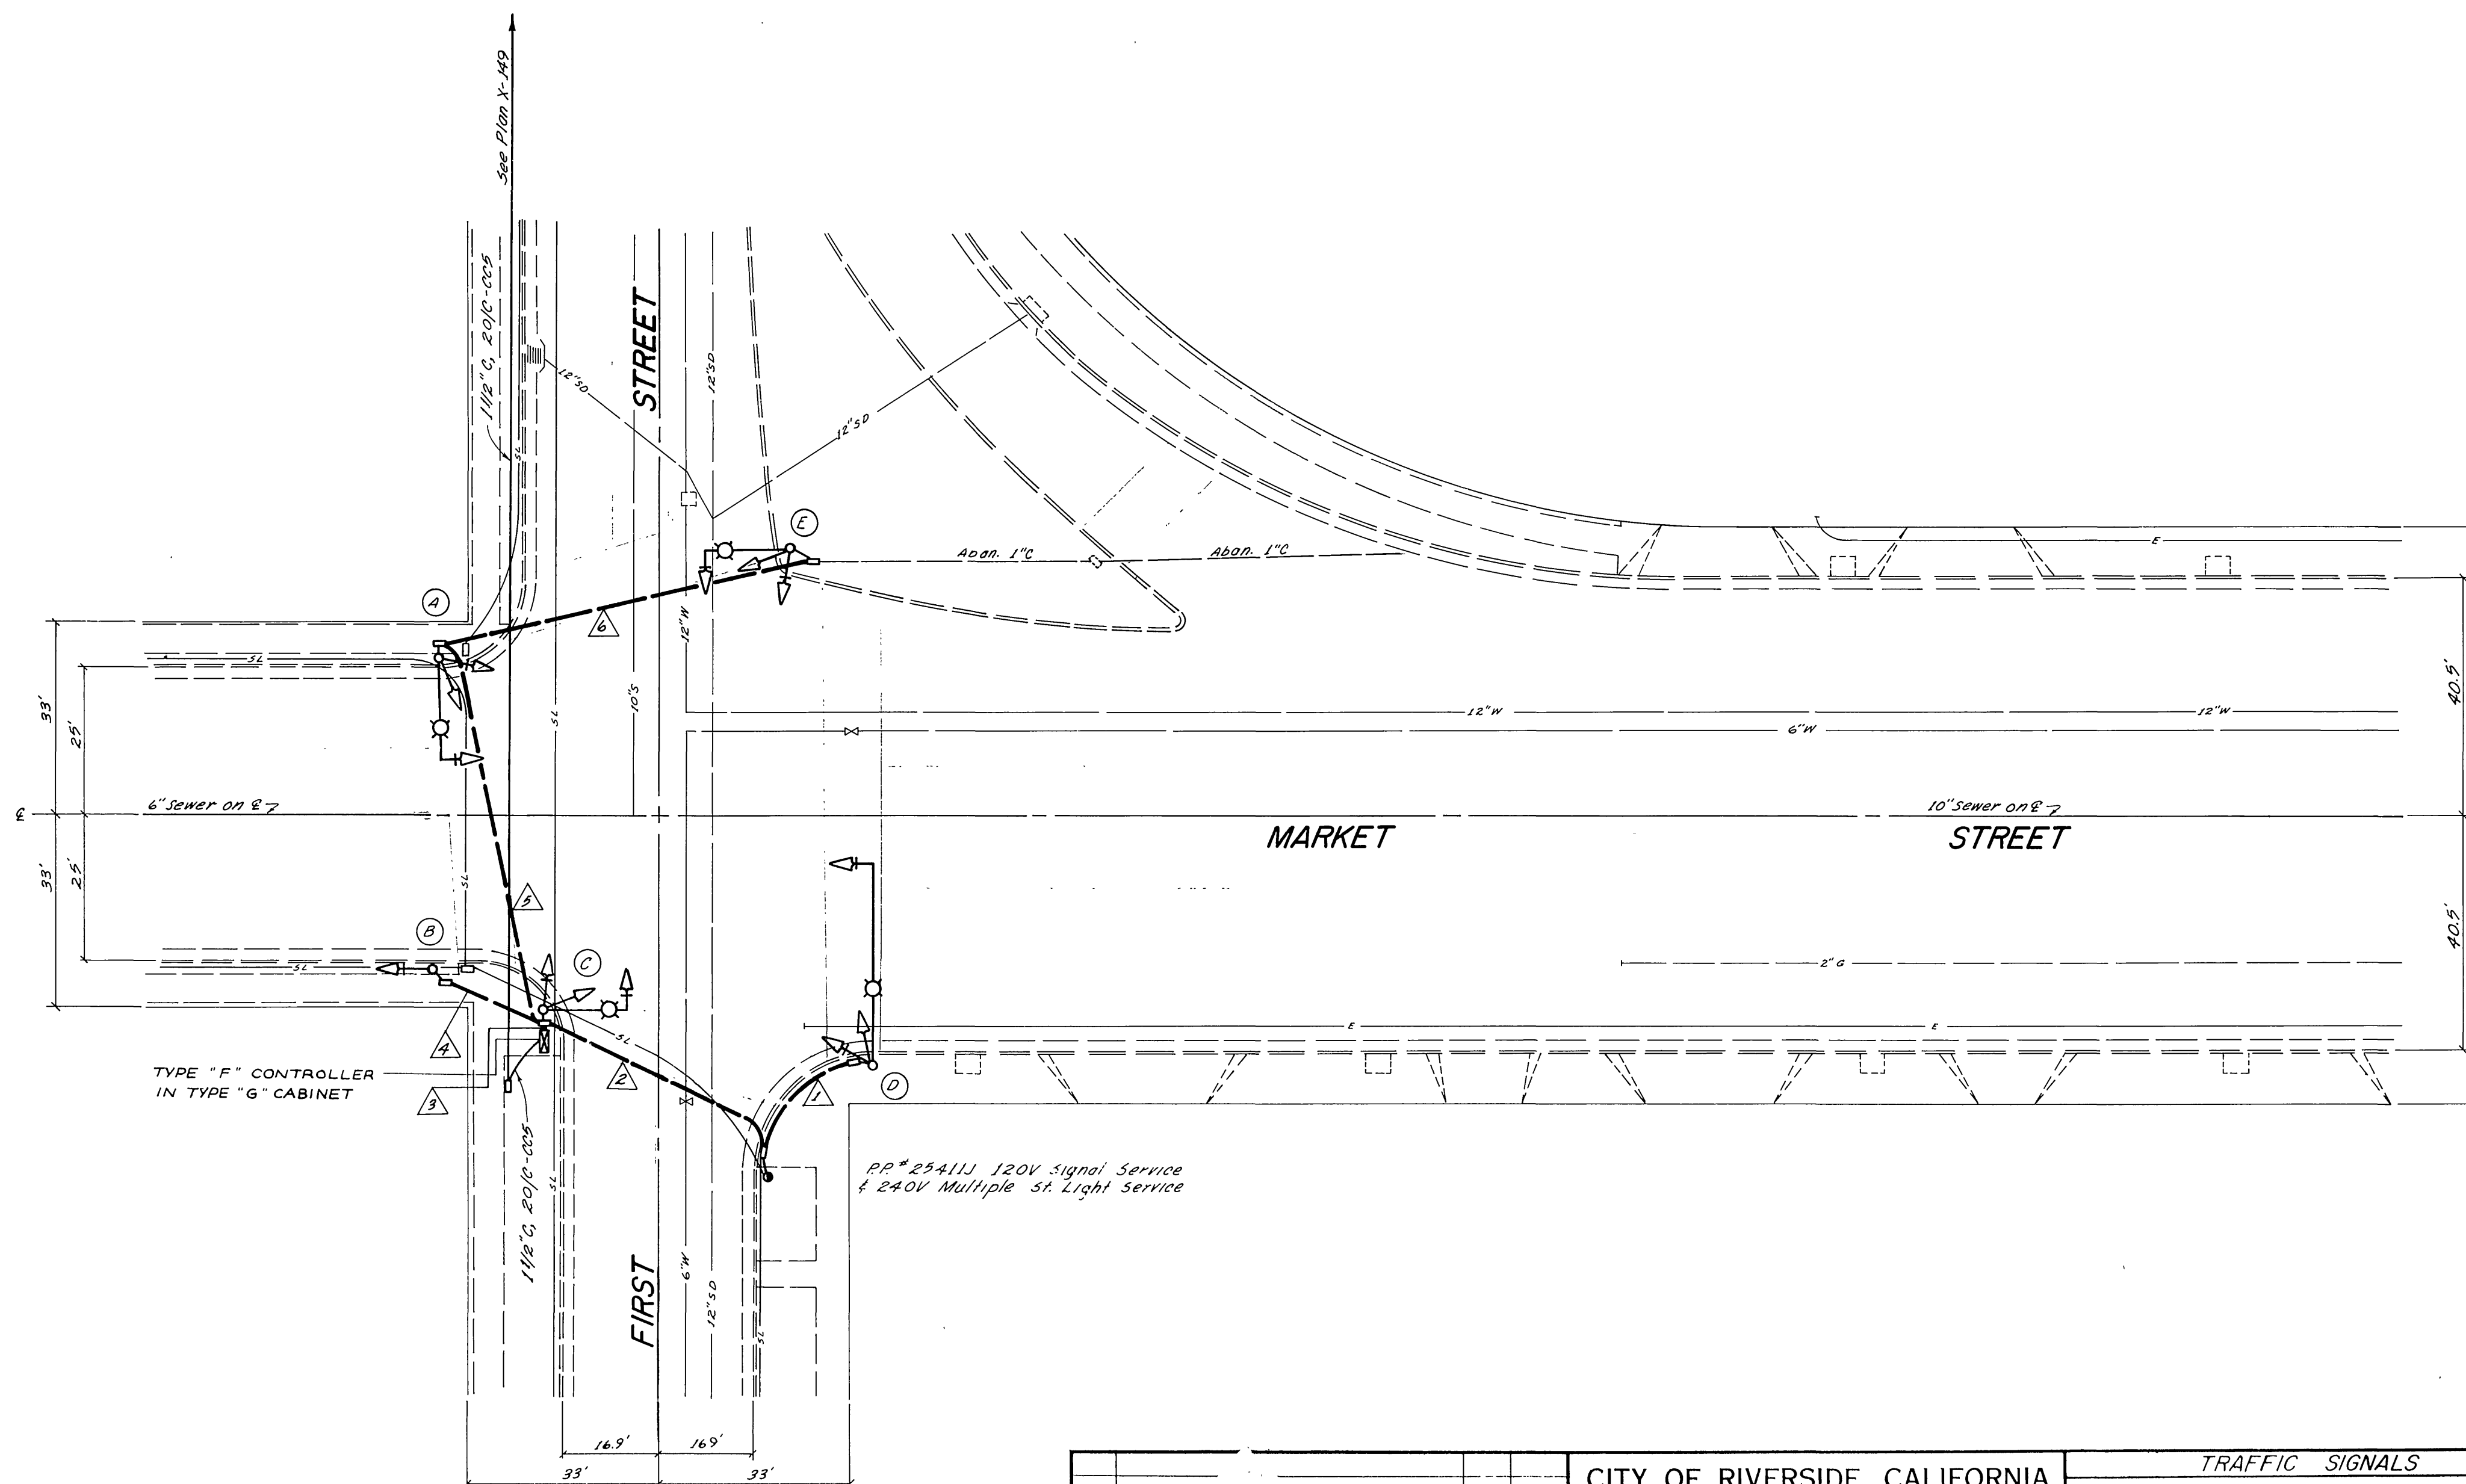 See Plan X-149
1 1/2" C, 20/C-CC5
STREET
12"SD
12"SD
12"SD
SL
E
Aban. 1"C
Aban. 1"C
E
A
6
12"W
SL
33'
25'
10"S
SL
40.5'
12"W
12"W
6"W
6" Sewer on ℄
10" Sewer on ℄
℄
MARKET
STREET
33'
25'
SL
5
40.5'
B
C
SL
2" G
E
E
SL
4
2
TYPE "F" CONTROLLER
IN TYPE "G" CABINET
3
1
D
1 1/2" C, 20/C-CC5
SL
P.P. #25411J 120V Signal Service
& 240V Multiple St. Light Service
FIRST
6"W
12"SD
SL
16.9'
169'
33'
33'
CITY OF RIVERSIDE, CALIFORNIA
TRAFFIC SIGNALS